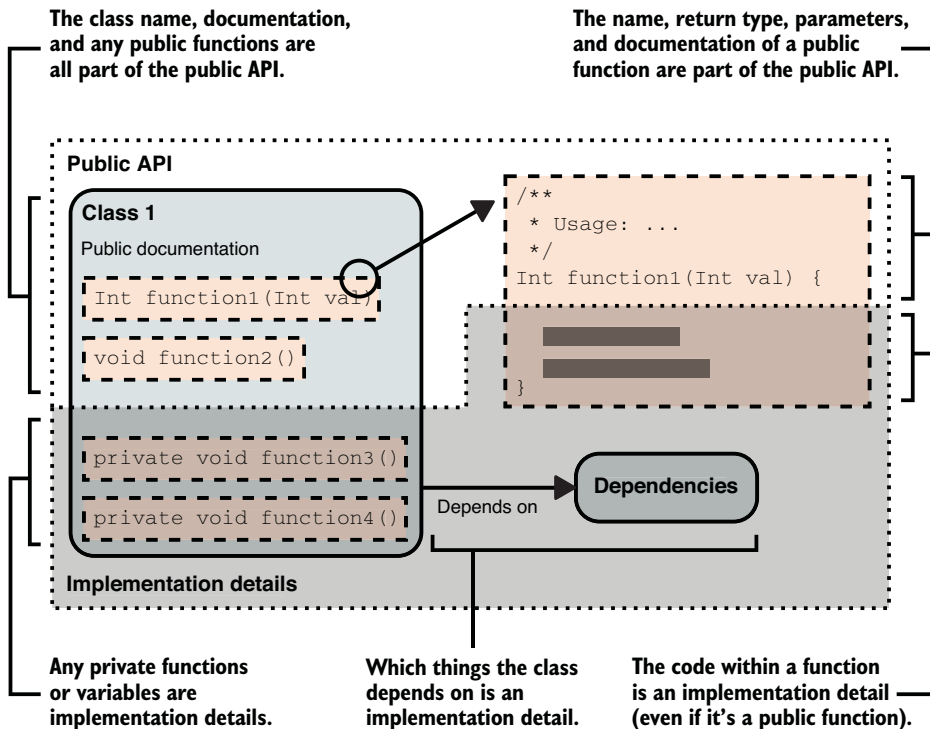 The class name, documentation,
and any public functions are
all part of the public API.
The name, return type, parameters,
and documentation of a public
function are part of the public API.
Public API
Class 1
Public documentation
Int function1(Int val)
void function2()
private void function3()
private void function4()
/**
* Usage: ...
*/
Int function1(Int val) {
}
Depends on
Dependencies
Implementation details
Any private functions
or variables are
implementation details.
Which things the class
depends on is an
implementation detail.
The code within a function
is an implementation detail
(even if it's a public function).